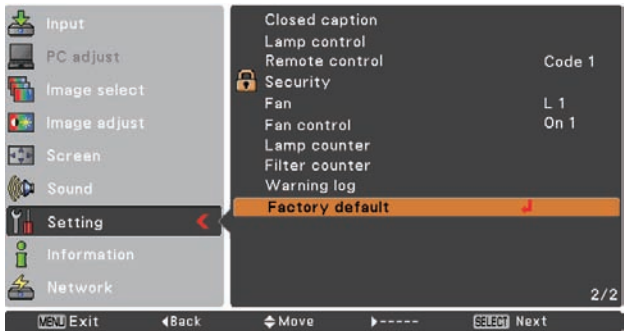 Input
PC adjust
Image select
Image adjust
Screen
Sound
Setting
Information
Network
Closed caption
Lamp control
Remote control Code 1
Security
Fan L 1
Fan control On 1
Lamp counter
Filter counter
Warning log
Factory default
2/2
MENU Exit Back Move ----- SELECT Next